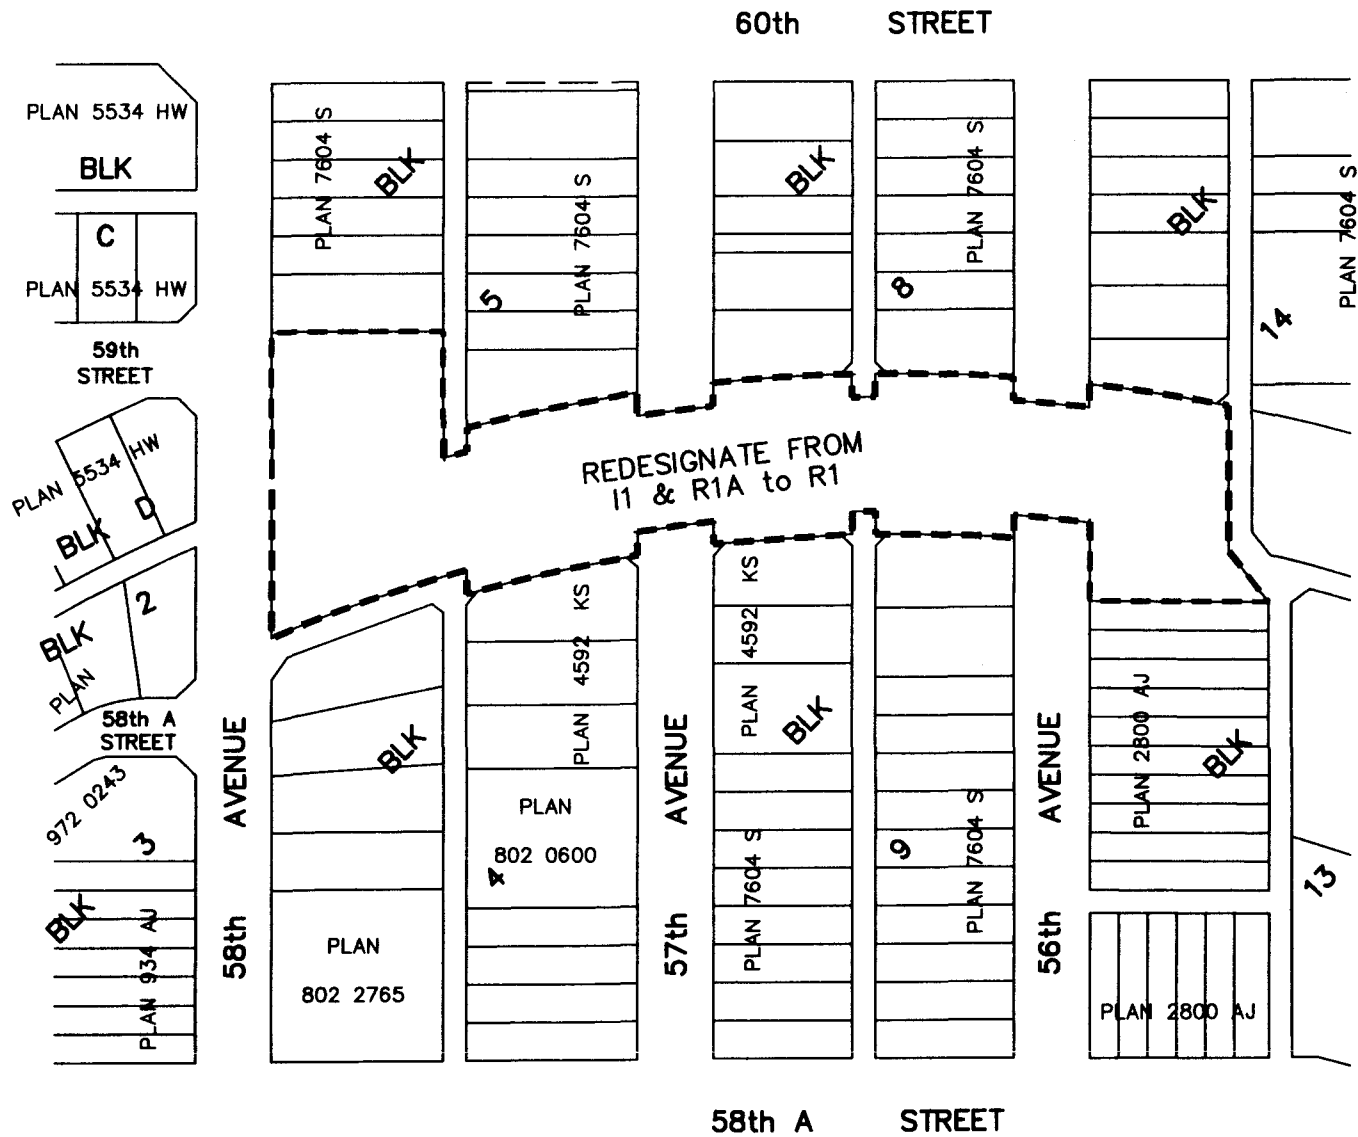 60th STREET
PLAN 5534 HW
BLK
C
PLAN 5534 HW
59th
STREET
PLAN 5534 HW
BLK D
BLK 2
PLAN
58th A
STREET
972 0243
3
BLK
PLAN 934 AJ
PLAN 7604 S
BLK
5
PLAN 7604 S
BLK
8
PLAN 7604 S
BLK
14
PLAN 7604 S
REDESIGNATE FROM
I1 & R1A to R1
58th AVENUE
BLK
4
PLAN 4592 KS
PLAN
802 0600
PLAN
802 2765
57th AVENUE
PLAN 4592 KS
BLK
9
PLAN 7604 S
PLAN 7604 S
56th AVENUE
PLAN 2800 AJ
BLK
13
PLAN 2800 AJ
58th A STREET